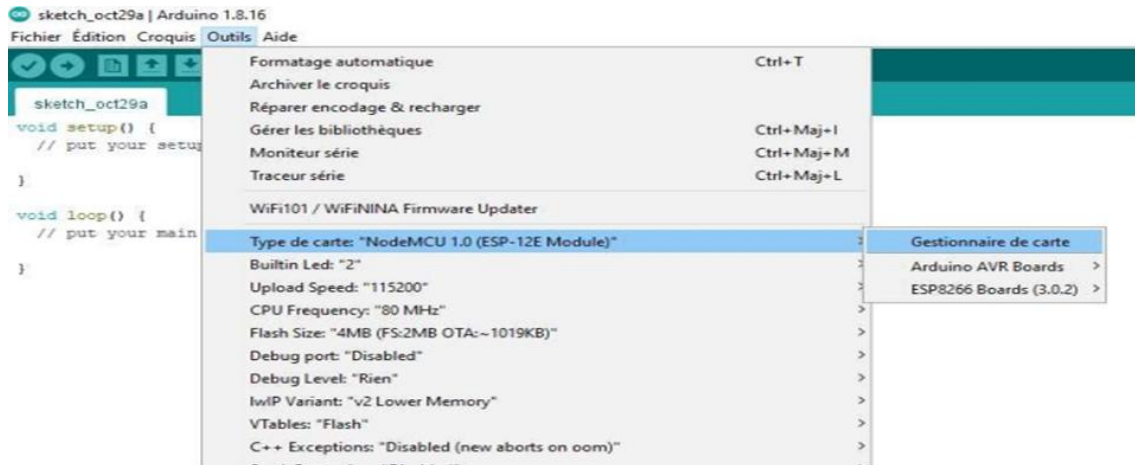 sketch_oct29a | Arduino 1.8.16
Fichier Édition Croquis Outils Aide
sketch_oct29a
void setup() {
// put your setup
}
void loop() {
// put your main
}
Formatage automatique Ctrl+T
Archiver le croquis
Réparer encodage & recharger
Gérer les bibliothèques Ctrl+Maj+I
Moniteur série Ctrl+Maj+M
Traceur série Ctrl+Maj+L
WiFi101 / WiFiNINA Firmware Updater
Type de carte: "NodeMCU 1.0 (ESP-12E Module)"
Builtin Led: "2"
Upload Speed: "115200"
CPU Frequency: "80 MHz"
Flash Size: "4MB (FS:2MB OTA:~1019KB)"
Debug port: "Disabled"
Debug Level: "Rien"
lwIP Variant: "v2 Lower Memory"
VTables: "Flash"
C++ Exceptions: "Disabled (new aborts on oom)"
Gestionnaire de carte
Arduino AVR Boards >
ESP8266 Boards (3.0.2) >